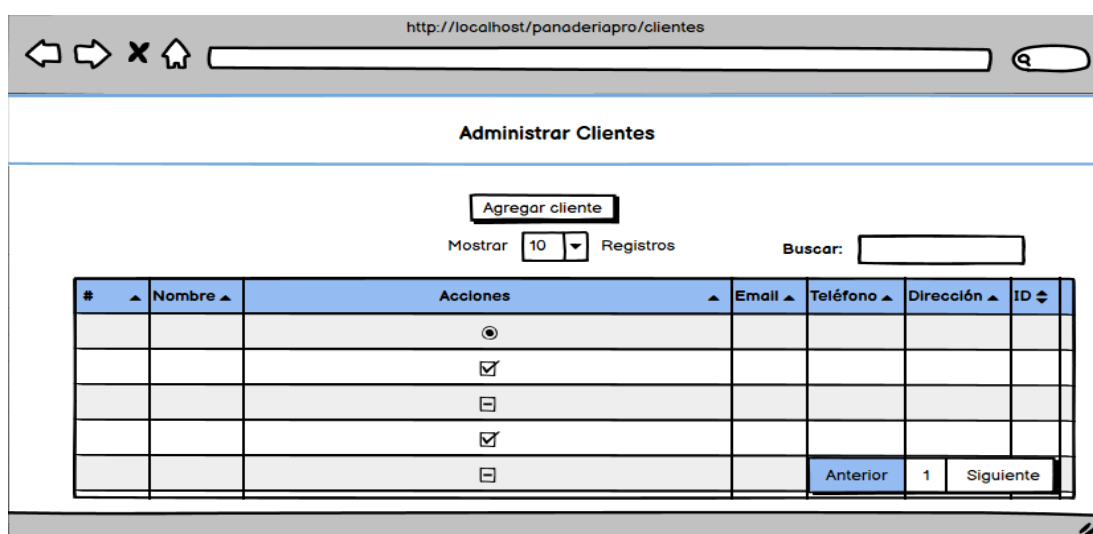 http://localhost/panaderiapro/clientes
Administrar Clientes
Agregar cliente
Mostrar 10 Registros Buscar:
# Nombre Acciones Email Teléfono Dirección ID
Anterior 1 Siguiente